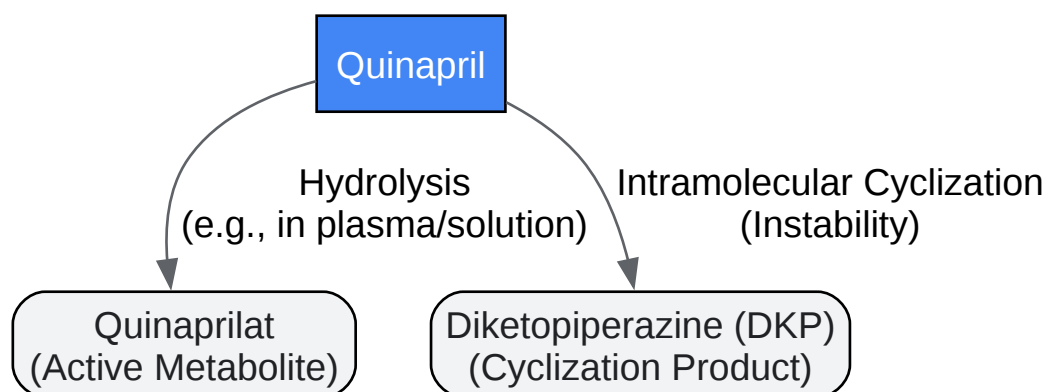 Quinapril
Hydrolysis
(e.g., in plasma/solution)
Intramolecular Cyclization
(Instability)
Quinaprilat
(Active Metabolite)
Diketopiperazine (DKP)
(Cyclization Product)